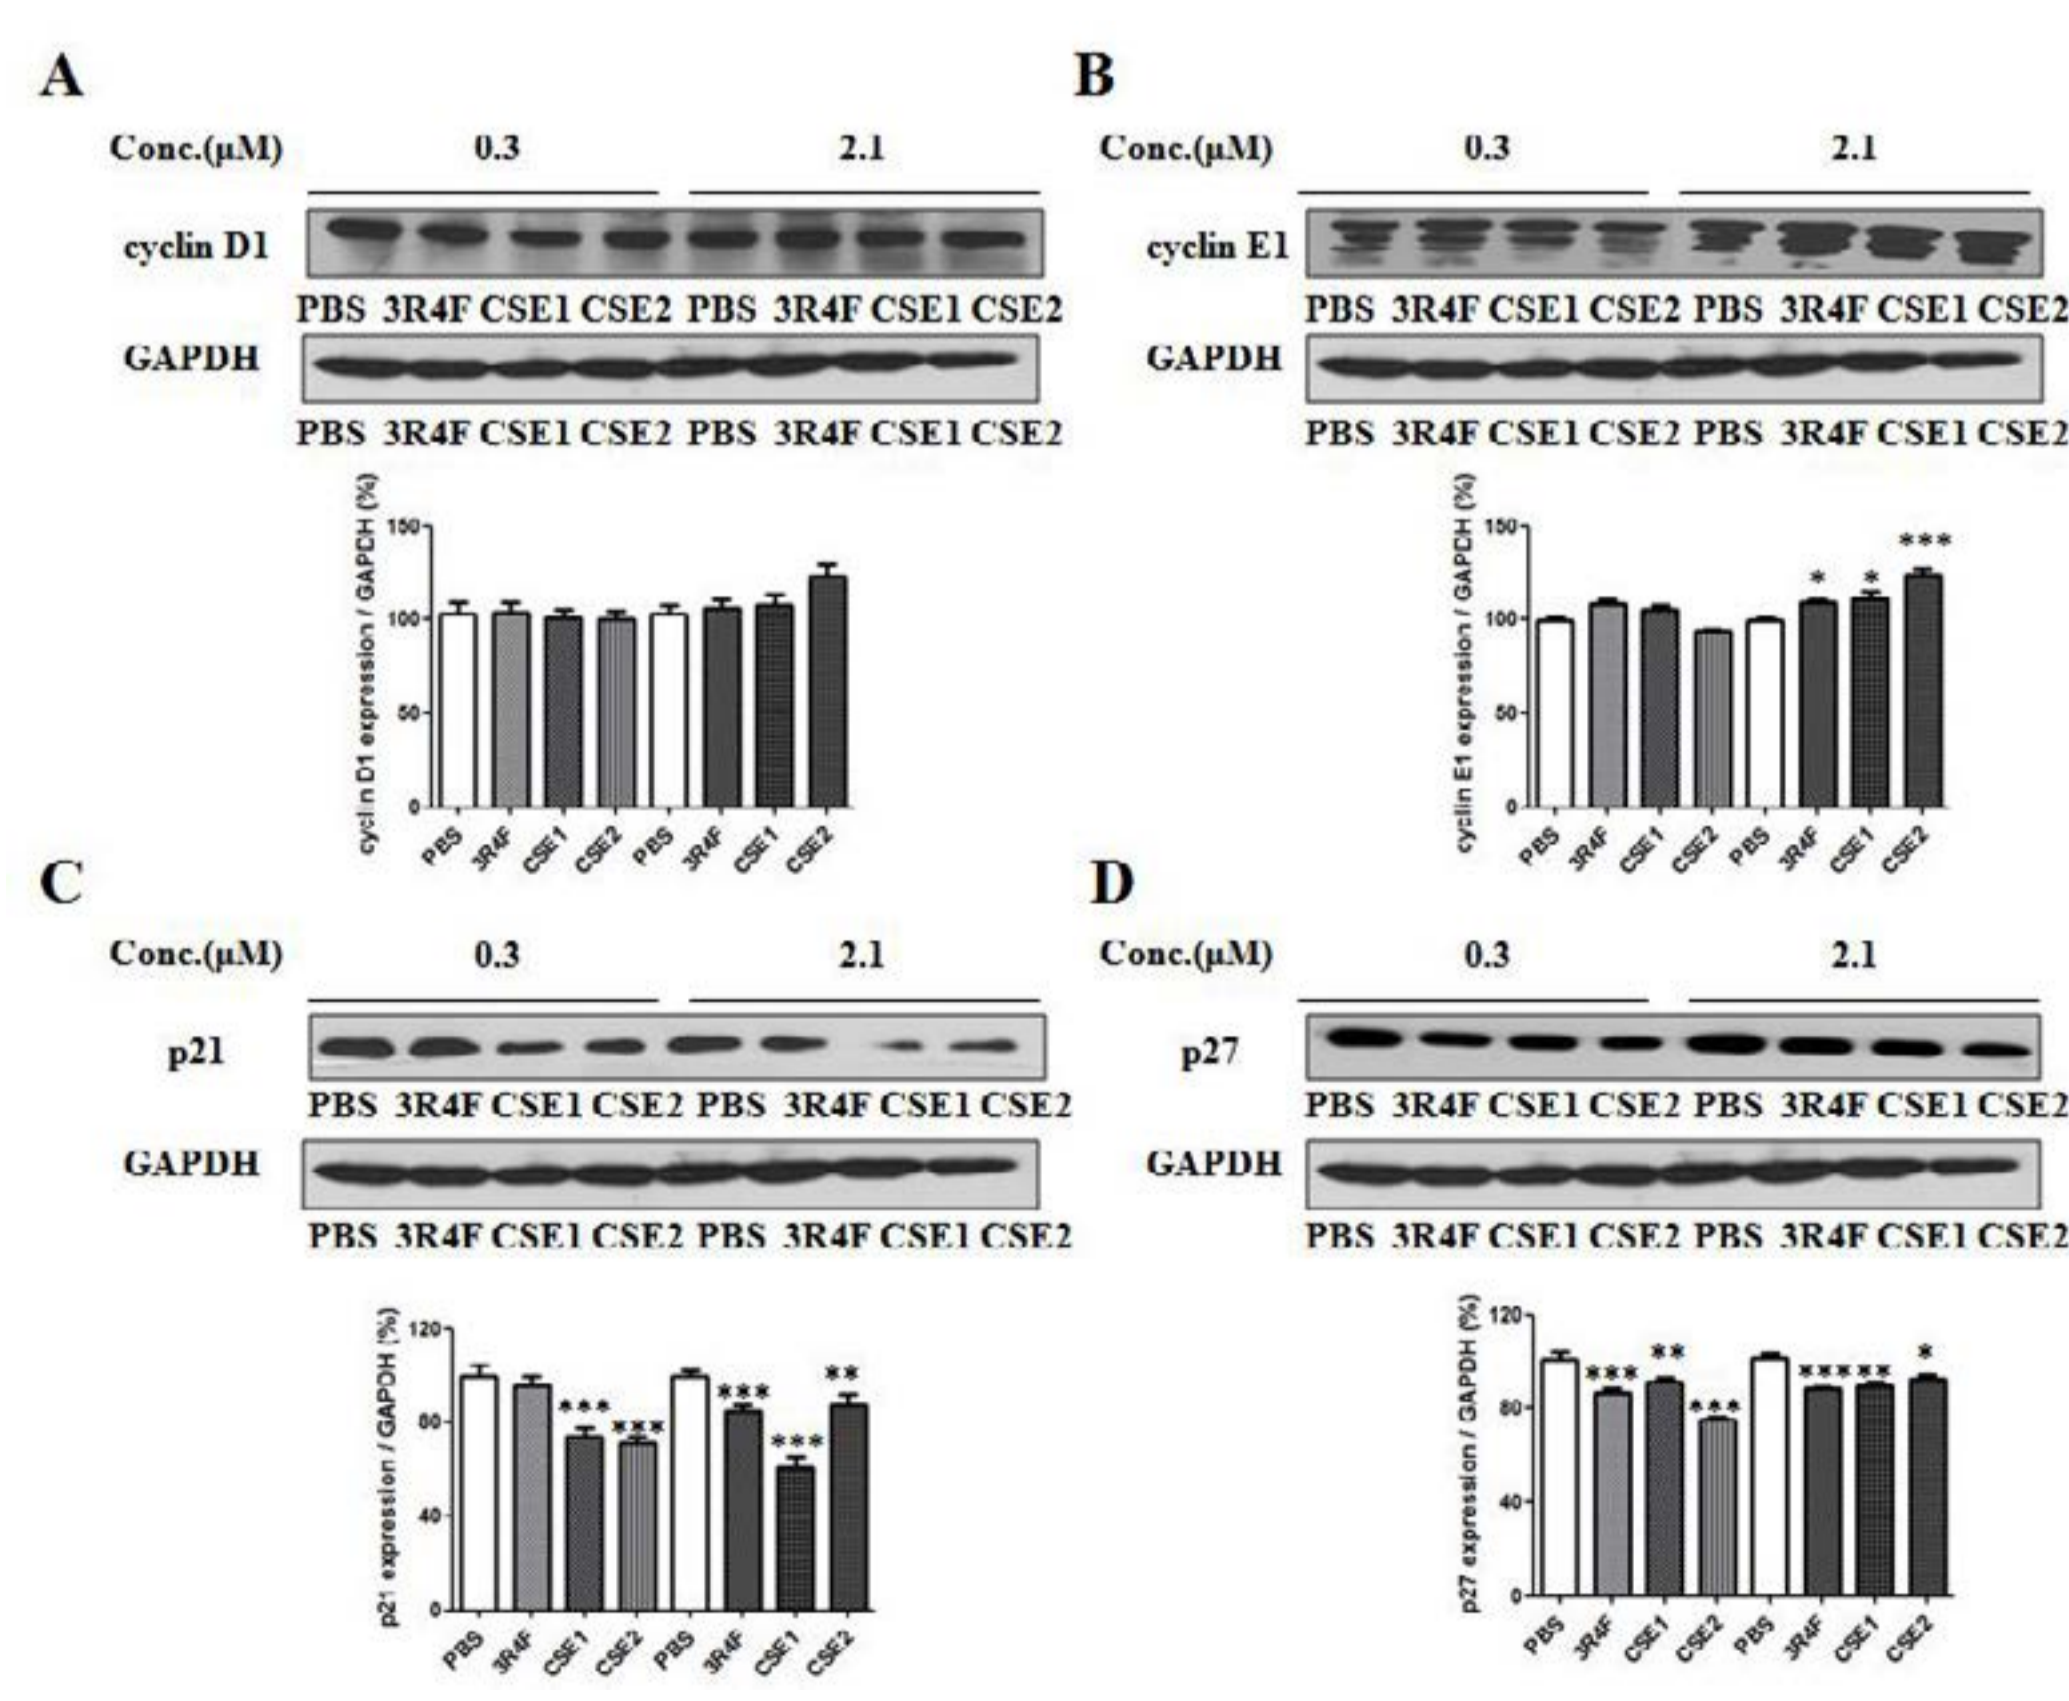 A
Conc.(μM) 0.3 2.1
cyclin D1
PBS 3R4F CSE1 CSE2 PBS 3R4F CSE1 CSE2
GAPDH
PBS 3R4F CSE1 CSE2 PBS 3R4F CSE1 CSE2
cyclin D1 expression / GAPDH (%)
150
100
50
0
PBS 3R4F CSE1 CSE2 PBS 3R4F CSE1 CSE2
B
Conc.(μM) 0.3 2.1
cyclin E1
PBS 3R4F CSE1 CSE2 PBS 3R4F CSE1 CSE2
GAPDH
PBS 3R4F CSE1 CSE2 PBS 3R4F CSE1 CSE2
cyclin E1 expression / GAPDH (%)
150
100
50
0
* * ***
PBS 3R4F CSE1 CSE2 PBS 3R4F CSE1 CSE2
C
Conc.(μM) 0.3 2.1
p21
PBS 3R4F CSE1 CSE2 PBS 3R4F CSE1 CSE2
GAPDH
PBS 3R4F CSE1 CSE2 PBS 3R4F CSE1 CSE2
p21 expression / GAPDH (%)
120
80
40
0
*** *** *** *** **
PBS 3R4F CSE1 CSE2 PBS 3R4F CSE1 CSE2
D
Conc.(μM) 0.3 2.1
p27
PBS 3R4F CSE1 CSE2 PBS 3R4F CSE1 CSE2
GAPDH
PBS 3R4F CSE1 CSE2 PBS 3R4F CSE1 CSE2
p27 expression / GAPDH (%)
120
80
40
0
*** ** *** *** ** *
PBS 3R4F CSE1 CSE2 PBS 3R4F CSE1 CSE2